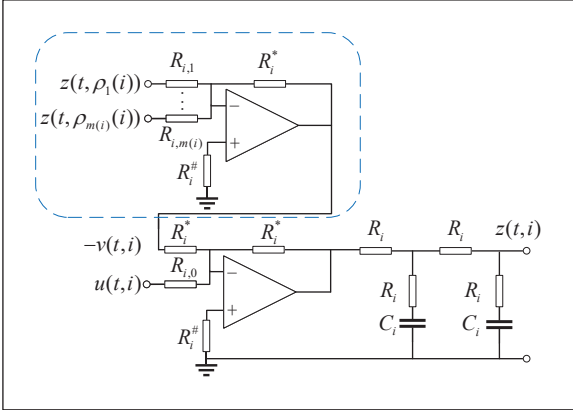 R_{i,1}
R_i^*
z(t,ρ_1(i))
⋮
z(t,ρ_{m(i)}(i))
R_{i,m(i)}
−
+
R_i^#
−v(t,i)
R_i^*
R_i^*
R_i
R_i
z(t,i)
R_{i,0}
u(t,i)
−
+
R_i
R_i
R_i^#
C_i
C_i